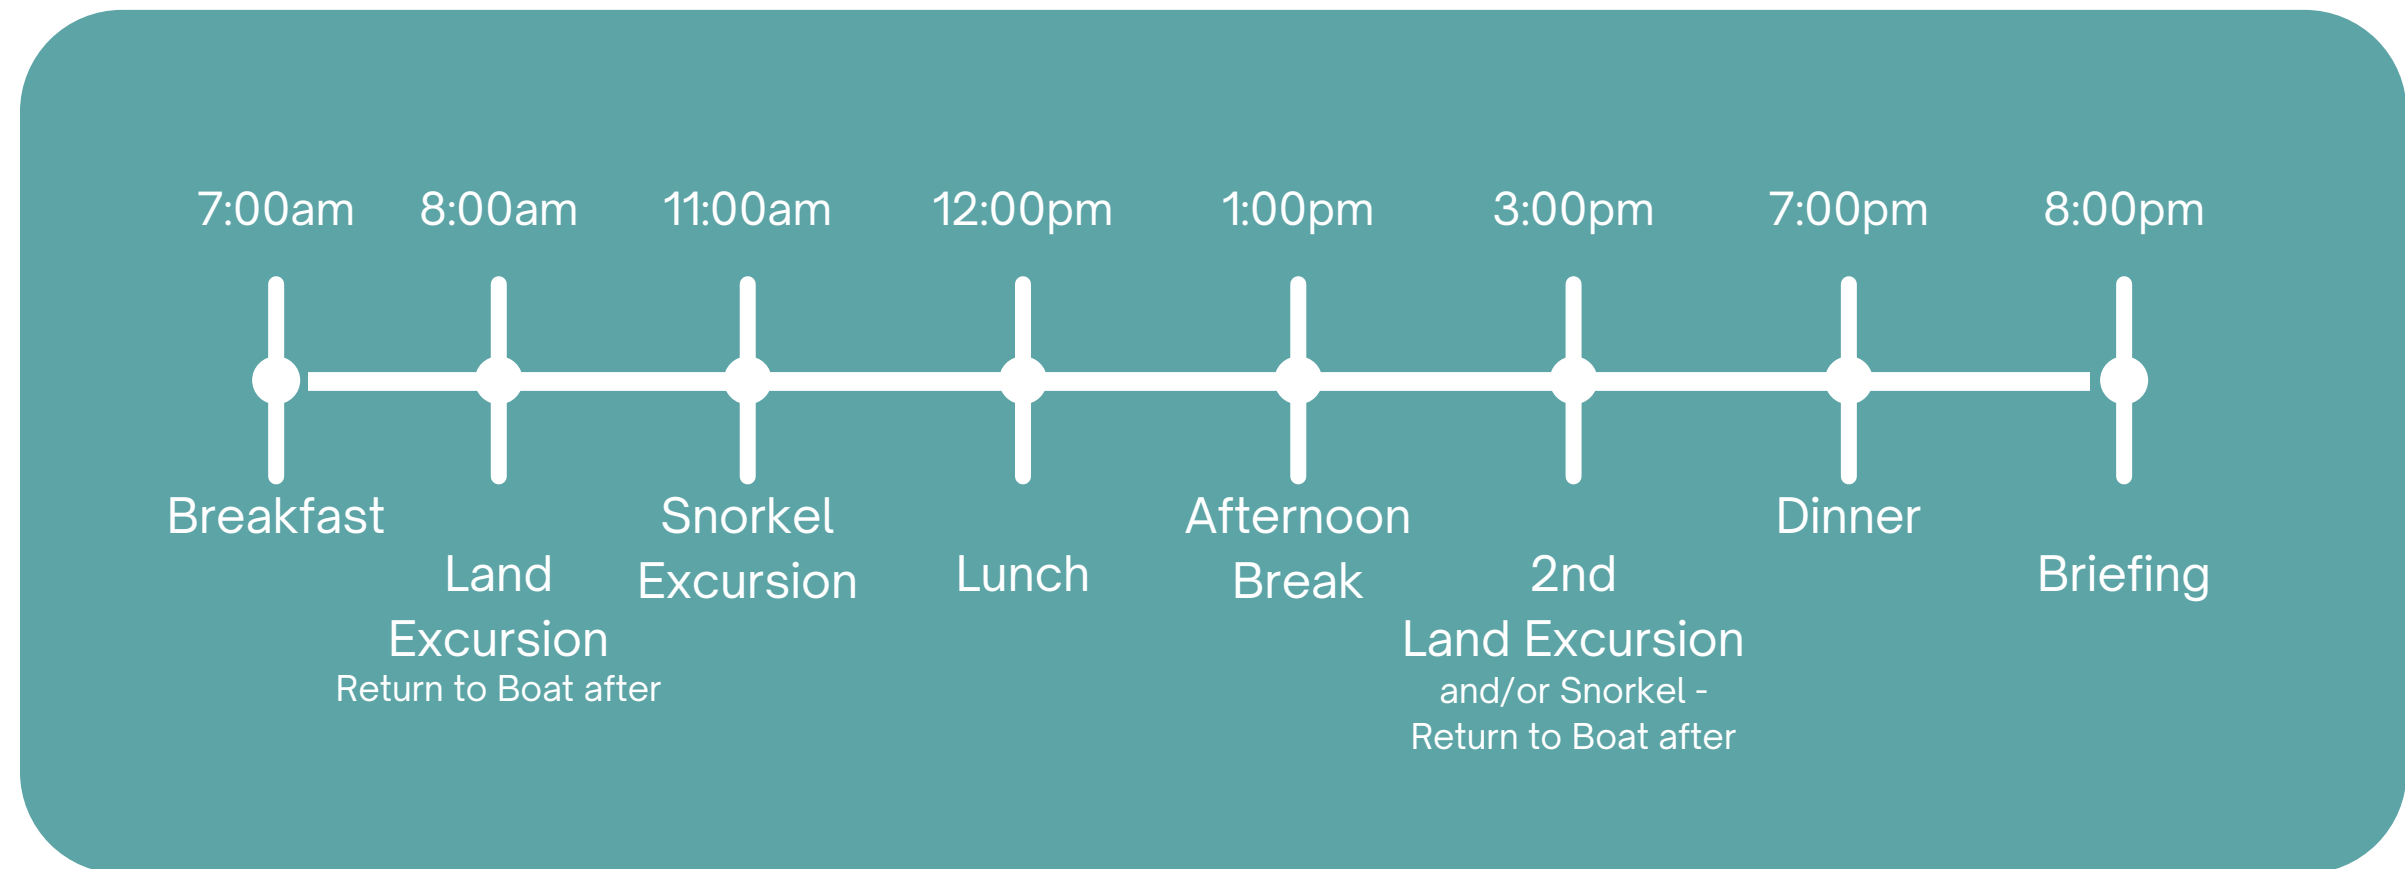 7:00am
8:00am
11:00am
12:00pm
1:00pm
3:00pm
7:00pm
8:00pm
Breakfast
Land
Excursion
Return to Boat after
Snorkel
Excursion
Lunch
Afternoon
Break
2nd
Land Excursion
and/or Snorkel -
Return to Boat after
Dinner
Briefing